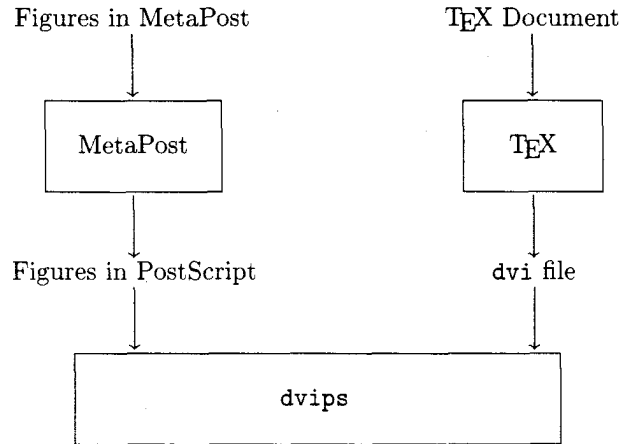 Figures in MetaPost
TEX Document
MetaPost
TEX
Figures in PostScript
dvi file
dvips